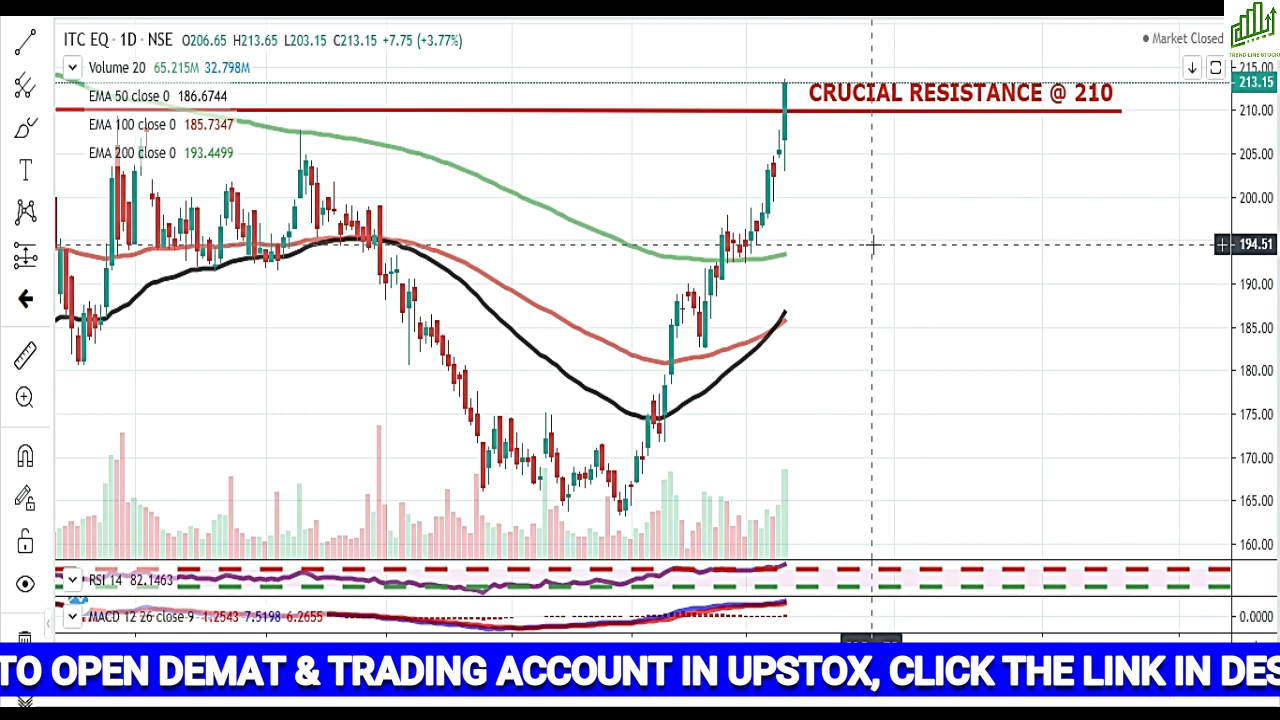 ITC EQ · 1D · NSE O206.65 H213.65 L203.15 C213.15 +7.75 (+3.77%)
Market Closed
TREND LINE STOCKS
Volume 20 65.215M 32.798M
215.00
213.15
EMA 50 close 0 186.6744
CRUCIAL RESISTANCE @ 210
210.00
EMA 100 close 0 185.7347
EMA 200 close 0 193.4499
205.00
200.00
194.51
190.00
185.00
180.00
175.00
170.00
165.00
160.00
RSI 14 82.1463
MACD 12 26 close 9 1.2543 7.5198 6.2655
0.0000
TO OPEN DEMAT & TRADING ACCOUNT IN UPSTOX, CLICK THE LINK IN DES